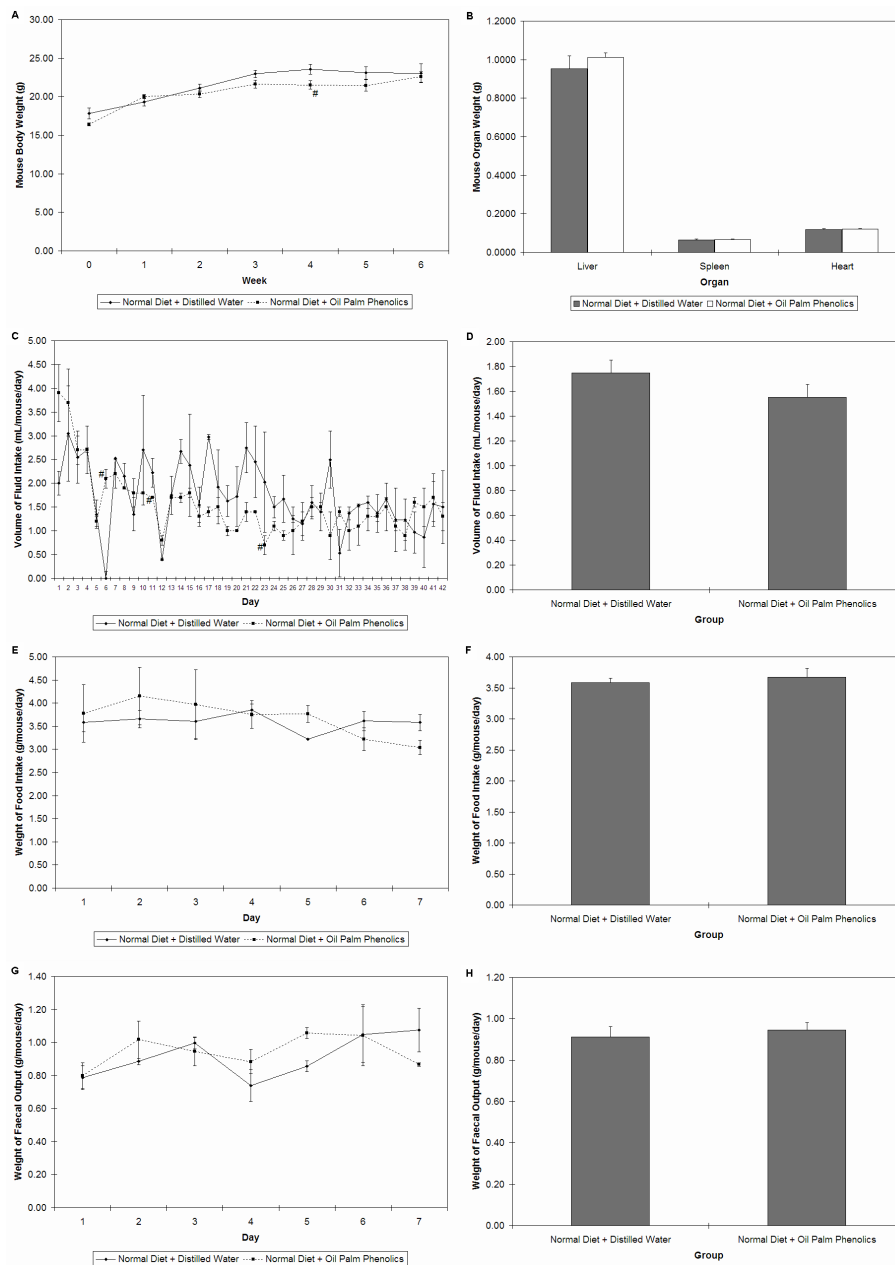 A
30.00
25.00
20.00
15.00
10.00
5.00
0.00
Mouse Body Weight (g)
#
0 1 2 3 4 5 6
Week
Normal Diet + Distilled Water Normal Diet + Oil Palm Phenolics
B
1.2000
1.0000
0.8000
0.6000
0.4000
0.2000
0.0000
Mouse Organ Weight (g)
Liver Spleen Heart
Organ
Normal Diet + Distilled Water Normal Diet + Oil Palm Phenolics
C
5.00
4.50
4.00
3.50
3.00
2.50
2.00
1.50
1.00
0.50
0.00
Volume of Fluid Intake (mL/mouse/day)
#
#
#
1 2 3 4 5 6 7 8 9 10 11 12 13 14 15 16 17 18 19 20 21 22 23 24 25 26 27 28 29 30 31 32 33 34 35 36 37 38 39 40 41 42
Day
Normal Diet + Distilled Water Normal Diet + Oil Palm Phenolics
D
2.00
1.80
1.60
1.40
1.20
1.00
0.80
0.60
0.40
0.20
0.00
Volume of Fluid Intake (mL/mouse/day)
Normal Diet + Distilled Water Normal Diet + Oil Palm Phenolics
Group
E
5.00
4.50
4.00
3.50
3.00
2.50
2.00
1.50
1.00
0.50
0.00
Weight of Food Intake (g/mouse/day)
1 2 3 4 5 6 7
Day
Normal Diet + Distilled Water Normal Diet + Oil Palm Phenolics
F
4.00
3.50
3.00
2.50
2.00
1.50
1.00
0.50
0.00
Weight of Food Intake (g/mouse/day)
Normal Diet + Distilled Water Normal Diet + Oil Palm Phenolics
Group
G
1.40
1.20
1.00
0.80
0.60
0.40
0.20
0.00
Weight of Faecal Output (g/mouse/day)
1 2 3 4 5 6 7
Day
Normal Diet + Distilled Water Normal Diet + Oil Palm Phenolics
H
1.20
1.00
0.80
0.60
0.40
0.20
0.00
Weight of Faecal Output (g/mouse/day)
Normal Diet + Distilled Water Normal Diet + Oil Palm Phenolics
Group